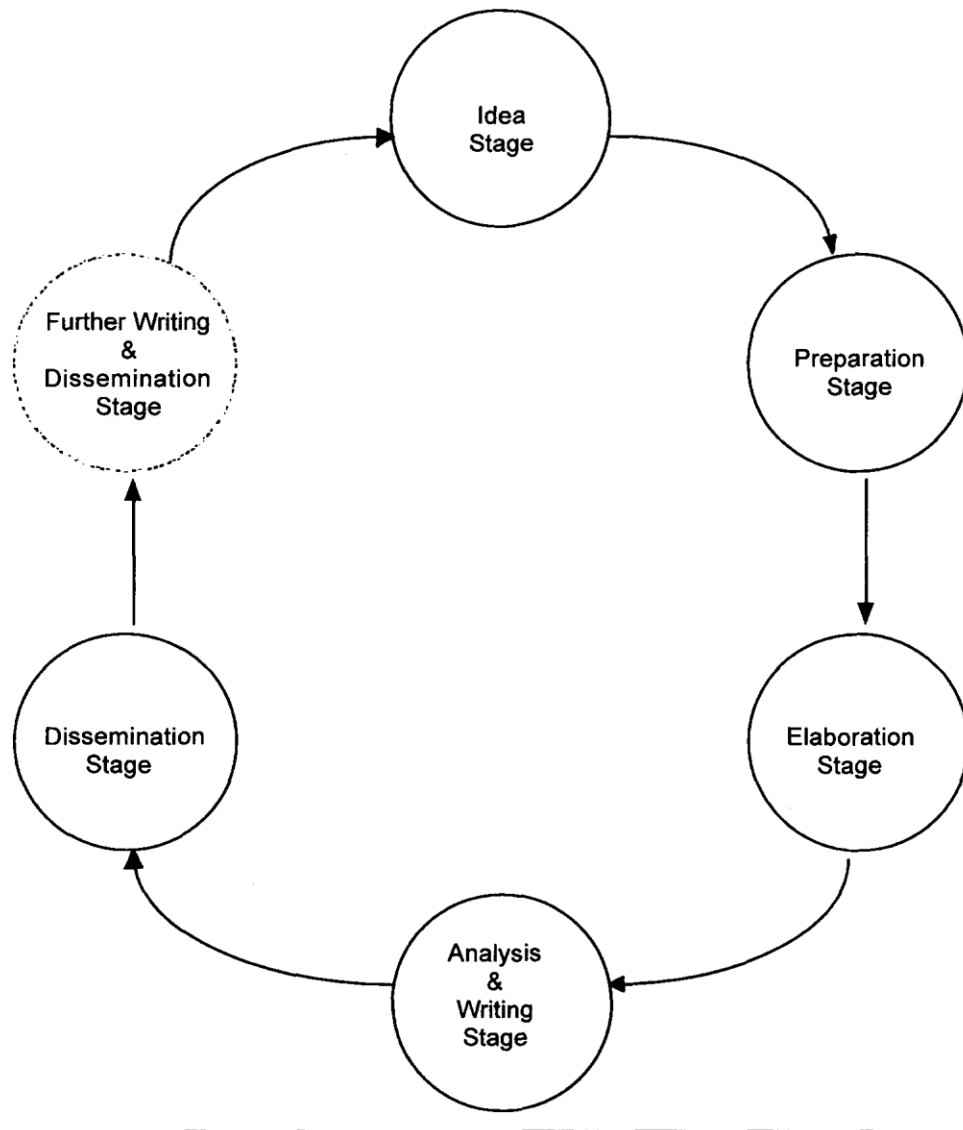 Idea
Stage
Preparation
Stage
Elaboration
Stage
Analysis
&
Writing
Stage
Dissemination
Stage
Further Writing
&
Dissemination
Stage